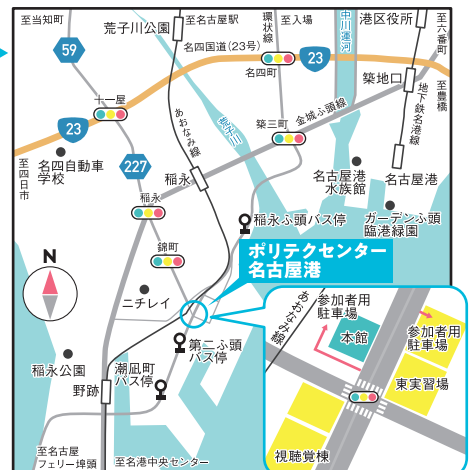 至当知町
荒子川公園
至名古屋駅
環状線
至入場
中川運河
港区役所
至六番町
59
名四国道(23号)
23
名四町
築地口
至豊橋
十一屋
あおなみ線
荒子川
金城ふ頭線
地下鉄名港線
23
築三町
名四自動車
学校
227
至四日市
稲永
名古屋港
水族館
名古屋港
稲永
稲永ふ頭バス停
ガーデンふ頭
臨港緑園
錦町
ポリテクセンター
名古屋港
N
ニチレイ
あおなみ線
参加者用
駐車場
本館
参加者用
駐車場
第二ふ頭
バス停
潮凪町
バス停
稲永公園
野跡
東実習場
視聴覚棟
至名古屋
フェリー埠頭
至名港中央センター